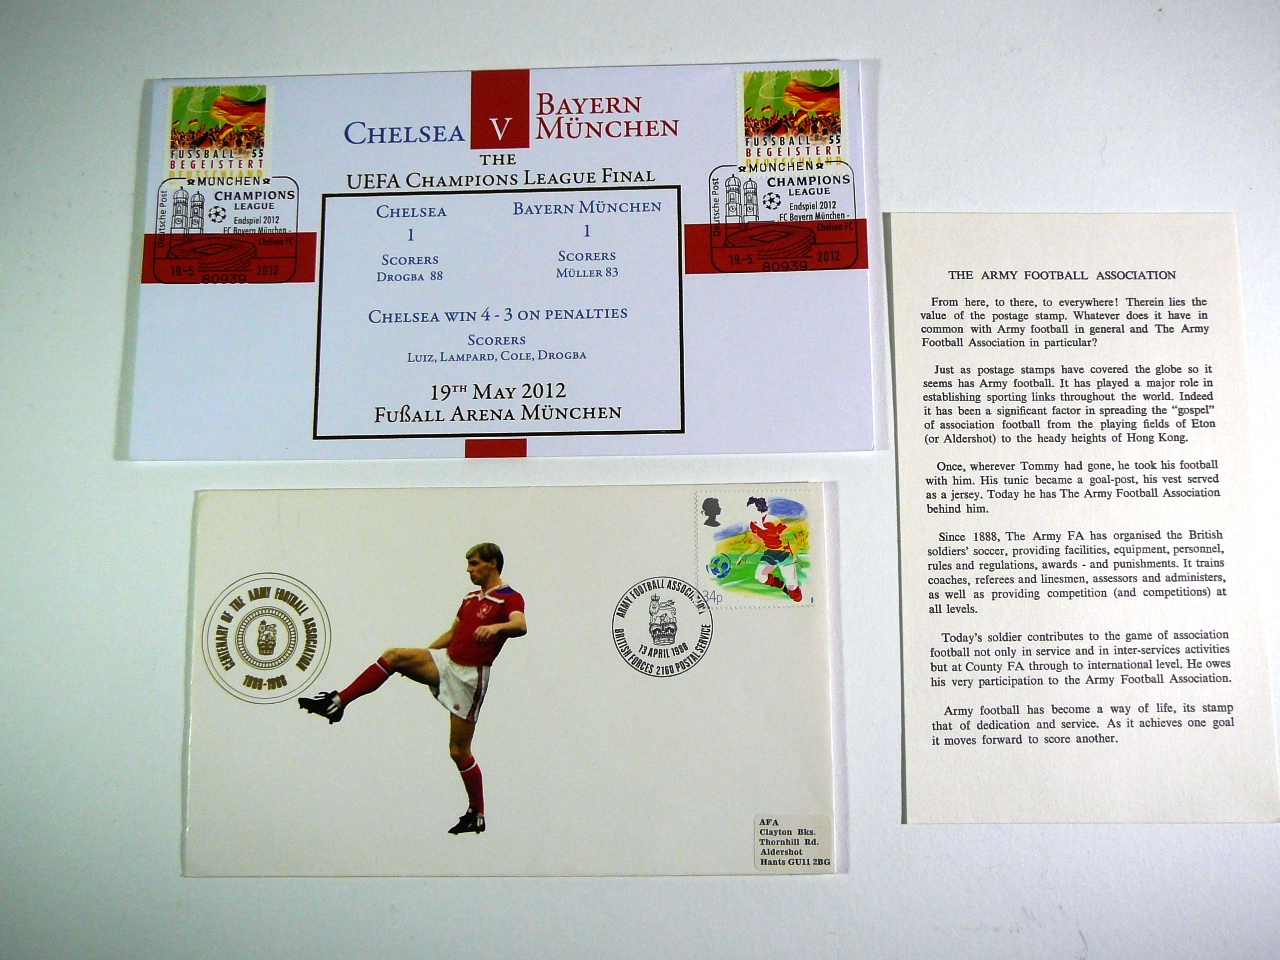 CHELSEA V BAYERN MÜNCHEN
THE
UEFA CHAMPIONS LEAGUE FINAL
CHELSEA BAYERN MÜNCHEN
1 1
SCORERS SCORERS
DROGBA 88 MÜLLER 83
CHELSEA WIN 4 - 3 ON PENALTIES
SCORERS
LUIZ, LAMPARD, COLE, DROGBA
19TH MAY 2012
FUßALL ARENA MÜNCHEN
FUSSBALL 55
BEGEISTERT
DEUTSCHLAND
MÜNCHEN
Deutsche Post
CHAMPIONS
LEAGUE
Endspiel 2012
FC Bayern München -
Chelsea FC
19.-5. 2012
80939
FUSSBALL 55
BEGEISTERT
DEUTSCHLAND
MÜNCHEN
Deutsche Post
CHAMPIONS
LEAGUE
Endspiel 2012
FC Bayern München -
Chelsea FC
19.-5. 2012
80939
CENTENARY OF THE ARMY FOOTBALL ASSOCIATION
1888-1988
ARMY FOOTBALL ASSOCIATION
13 APRIL 1988
BRITISH FORCES 2160 POSTAL SERVICE
34p
AFA
Clayton Bks.
Thornhill Rd.
Aldershot
Hants GU11 2BG
THE ARMY FOOTBALL ASSOCIATION
From here, to there, to everywhere! Therein lies the
value of the postage stamp. Whatever does it have in
common with Army football in general and The Army
Football Association in particular?
Just as postage stamps have covered the globe so it
seems has Army football. It has played a major role in
establishing sporting links throughout the world. Indeed
it has been a significant factor in spreading the "gospel"
of association football from the playing fields of Eton
(or Aldershot) to the heady heights of Hong Kong.
Once, wherever Tommy had gone, he took his football
with him. His tunic became a goal-post, his vest served
as a jersey. Today he has The Army Football Association
behind him.
Since 1888, The Army FA has organised the British
soldiers' soccer, providing facilities, equipment, personnel,
rules and regulations, awards - and punishments. It trains
coaches, referees and linesmen, assessors and administers,
as well as providing competition (and competitions) at
all levels.
Today's soldier contributes to the game of association
football not only in service and in inter-services activities
but at County FA through to international level. He owes
his very participation to the Army Football Association.
Army football has become a way of life, its stamp
that of dedication and service. As it achieves one goal
it moves forward to score another.